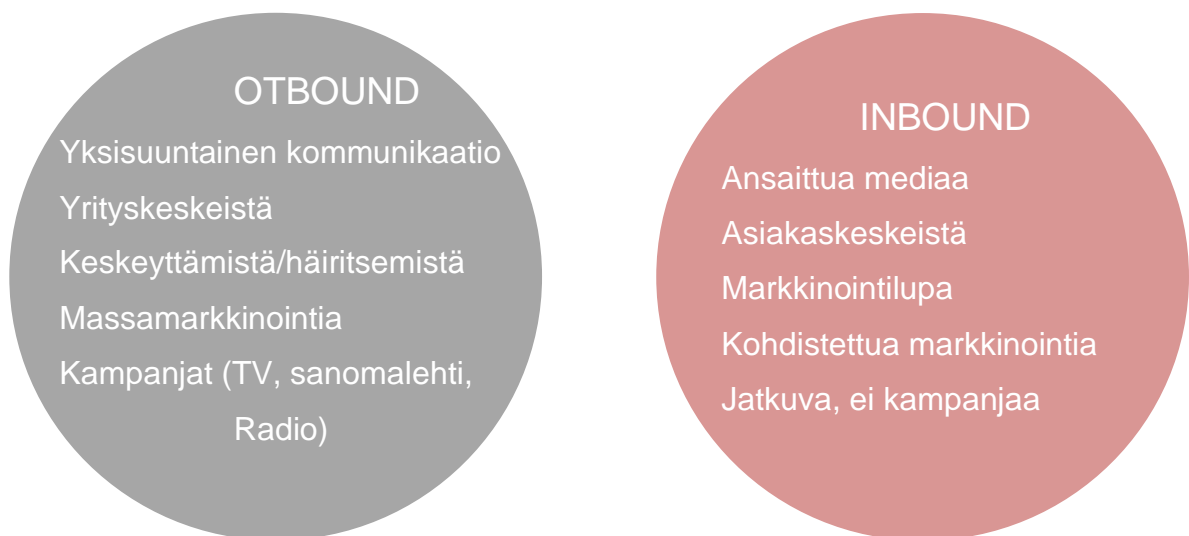 OTBOUND
Yksisuuntainen kommunikaatio
Yrityskeskeistä
Keskeyttämistä/häiritsemistä
Massamarkkinointia
Kampanjat (TV, sanomalehti,
Radio)
INBOUND
Ansaittua mediaa
Asiakaskeskeistä
Markkinointilupa
Kohdistettua markkinointia
Jatkuva, ei kampanjaa